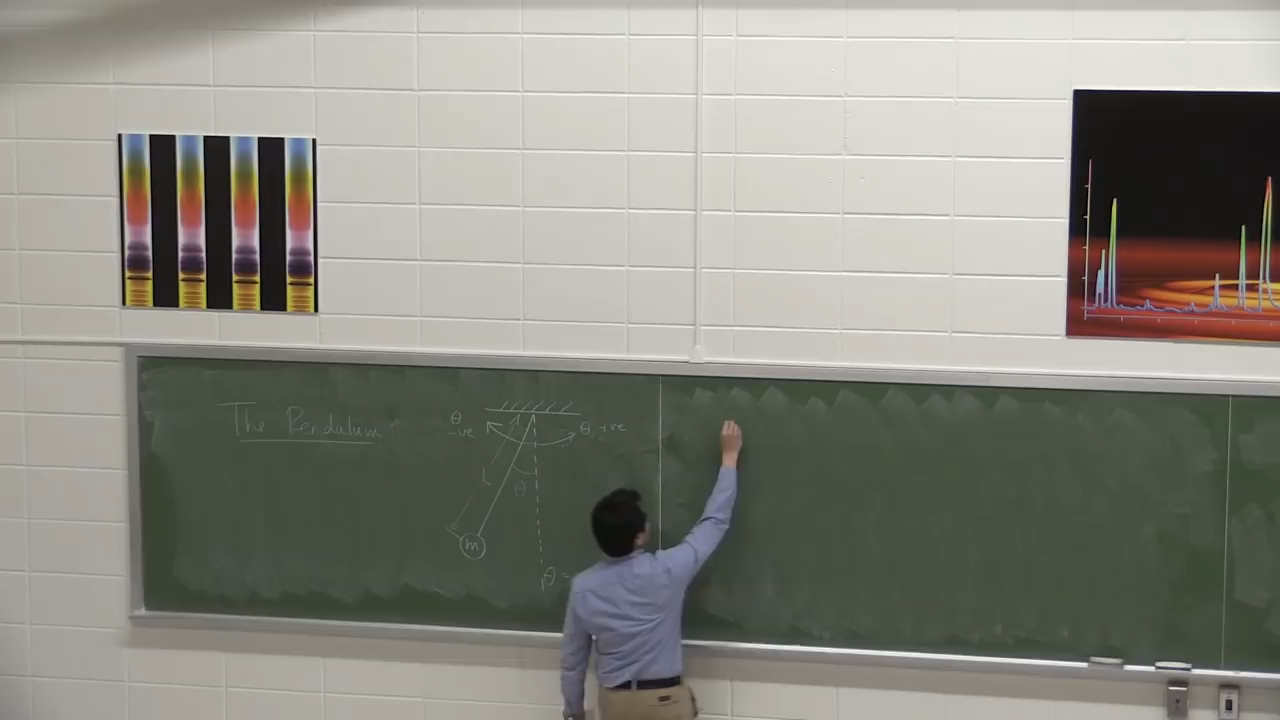 The Pendulum:
θ
-ve
θ +ve
L
θ
m
θ =